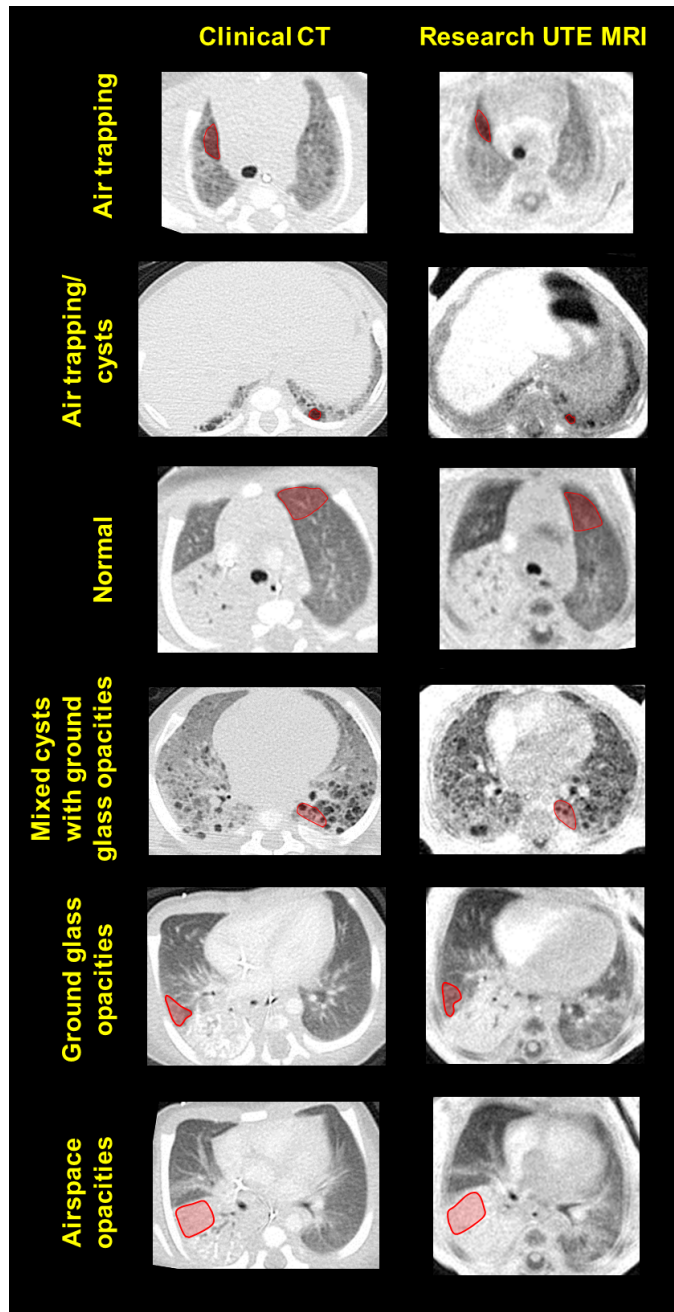 Clinical CT
Research UTE MRI
Air trapping
Air trapping/
cysts
Normal
Mixed cysts
with ground
glass opacities
Ground glass
opacities
Airspace
opacities